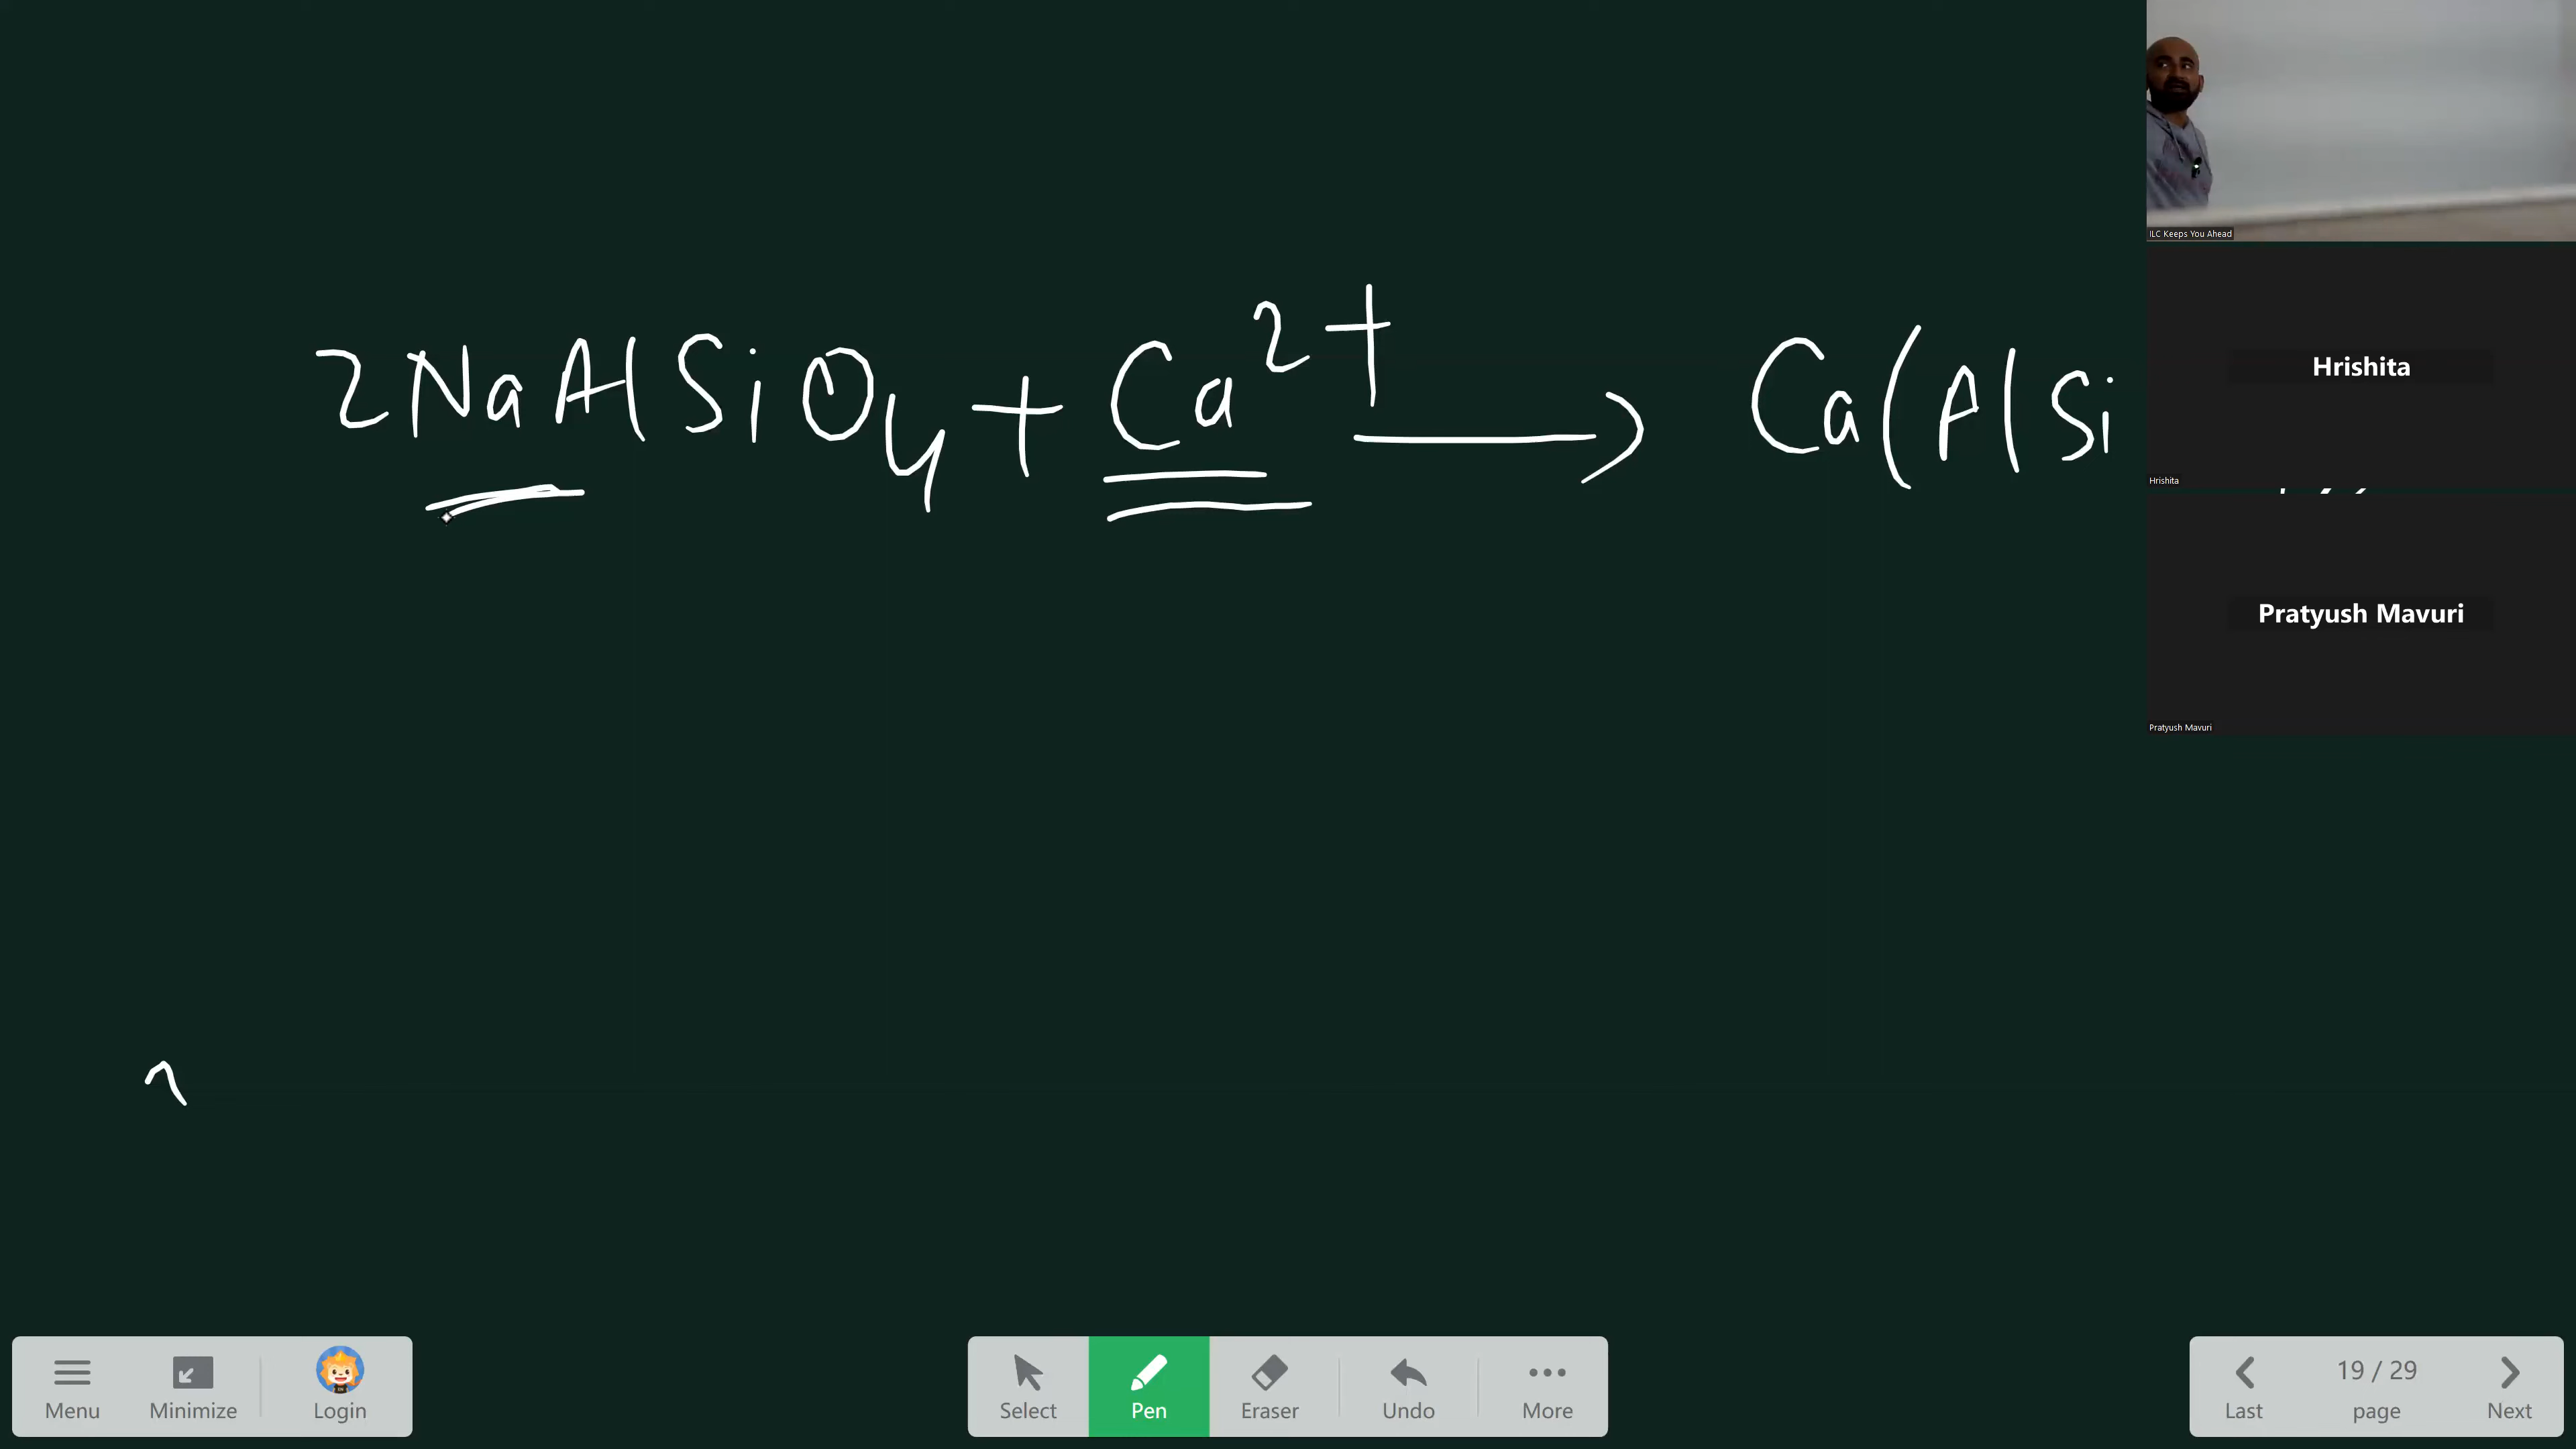 ILC Keeps You Ahead
2NaAlSiO₄ + Ca²⁺ ⟶ Ca(AlSi
Hrishita
Hrishita
Pratyush Mavuri
Pratyush Mavuri
Menu
Minimize
Login
Select
Pen
Eraser
Undo
More
Last
19 / 29
page
Next